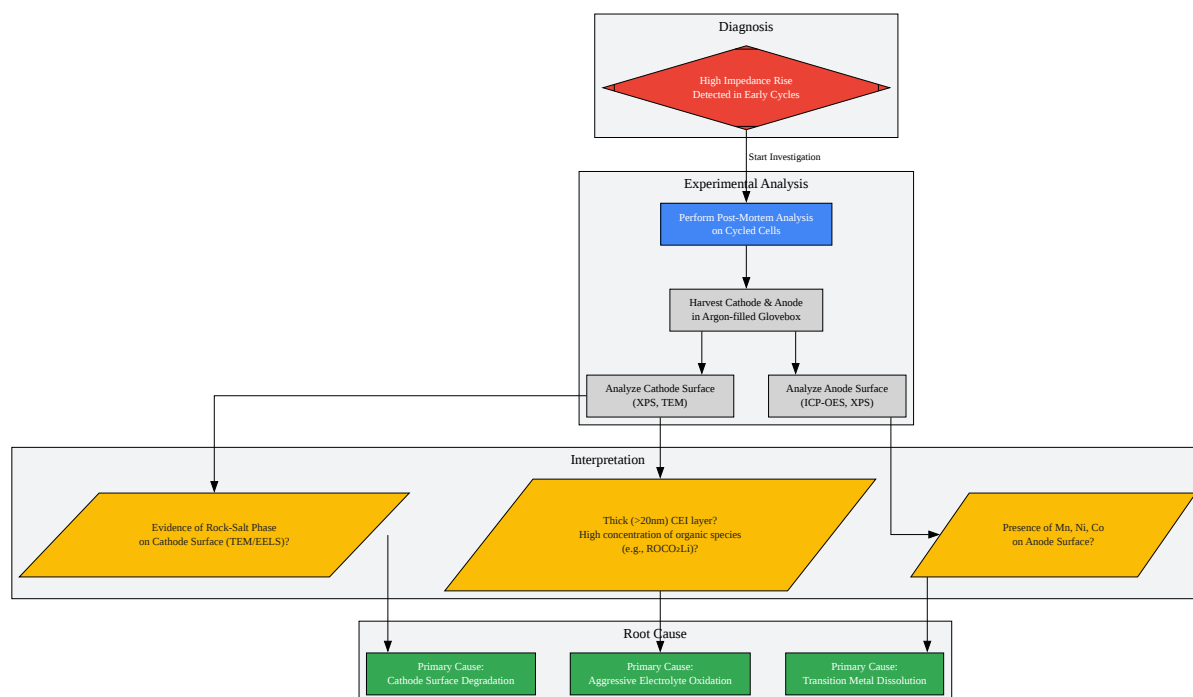 Diagnosis
High Impedance Rise
Detected in Early Cycles
Start Investigation
Experimental Analysis
Perform Post-Mortem Analysis
on Cycled Cells
Harvest Cathode & Anode
in Argon-filled Glovebox
Analyze Cathode Surface
(XPS, TEM)
Analyze Anode Surface
(ICP-OES, XPS)
Interpretation
Evidence of Rock-Salt Phase
on Cathode Surface (TEM/EELS)?
Thick (>20nm) CEI layer?
High concentration of organic species
(e.g., ROCO₂Li)?
Presence of Mn, Ni, Co
on Anode Surface?
Root Cause
Primary Cause:
Cathode Surface Degradation
Primary Cause:
Aggressive Electrolyte Oxidation
Primary Cause:
Transition Metal Dissolution